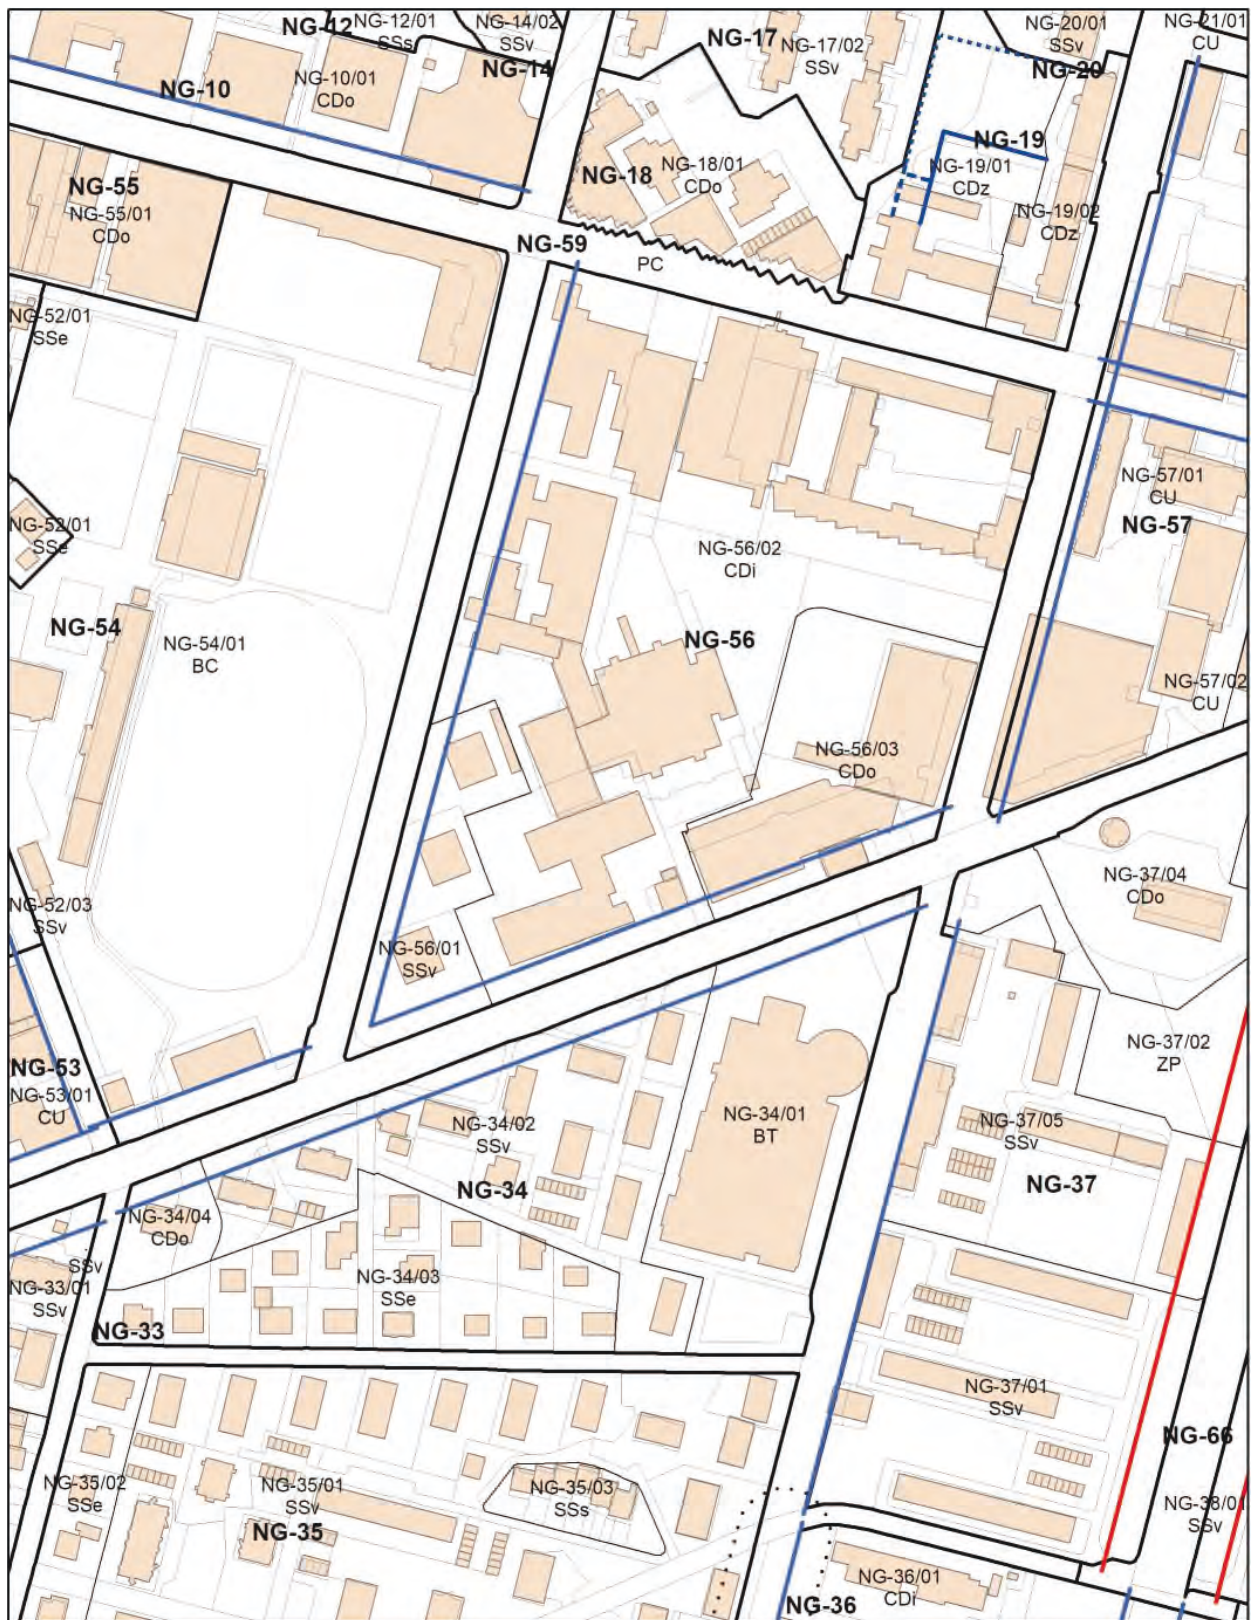 NG-12
NG-12/01
SSs
NG-14/02
SSv
NG-14
NG-17
NG-17/02
SSv
NG-20/01
SSv
NG-20
NG-21/01
CU
NG-10
NG-10/01
CDo
NG-19
NG-19/01
CDz
NG-19/02
CDz
NG-18
NG-18/01
CDo
NG-55
NG-55/01
CDo
NG-59
PC
NG-52/01
SSe
NG-57/01
CU
NG-57
NG-52/01
SSe
NG-56/02
CDi
NG-56
NG-54
NG-54/01
BC
NG-57/02
CU
NG-56/03
CDo
NG-37/04
CDo
NG-52/03
SSv
NG-56/01
SSv
NG-53
NG-53/01
CU
NG-37/02
ZP
NG-34/02
SSv
NG-34/01
BT
NG-37/05
SSv
NG-34
NG-37
NG-34/04
CDo
SSv
NG-33/01
SSv
NG-34/03
SSe
NG-33
NG-37/01
SSv
NG-66
NG-35/02
SSe
NG-35/01
SSv
NG-35/03
SSs
NG-38/01
SSv
NG-35
NG-36/01
CDi
NG-36